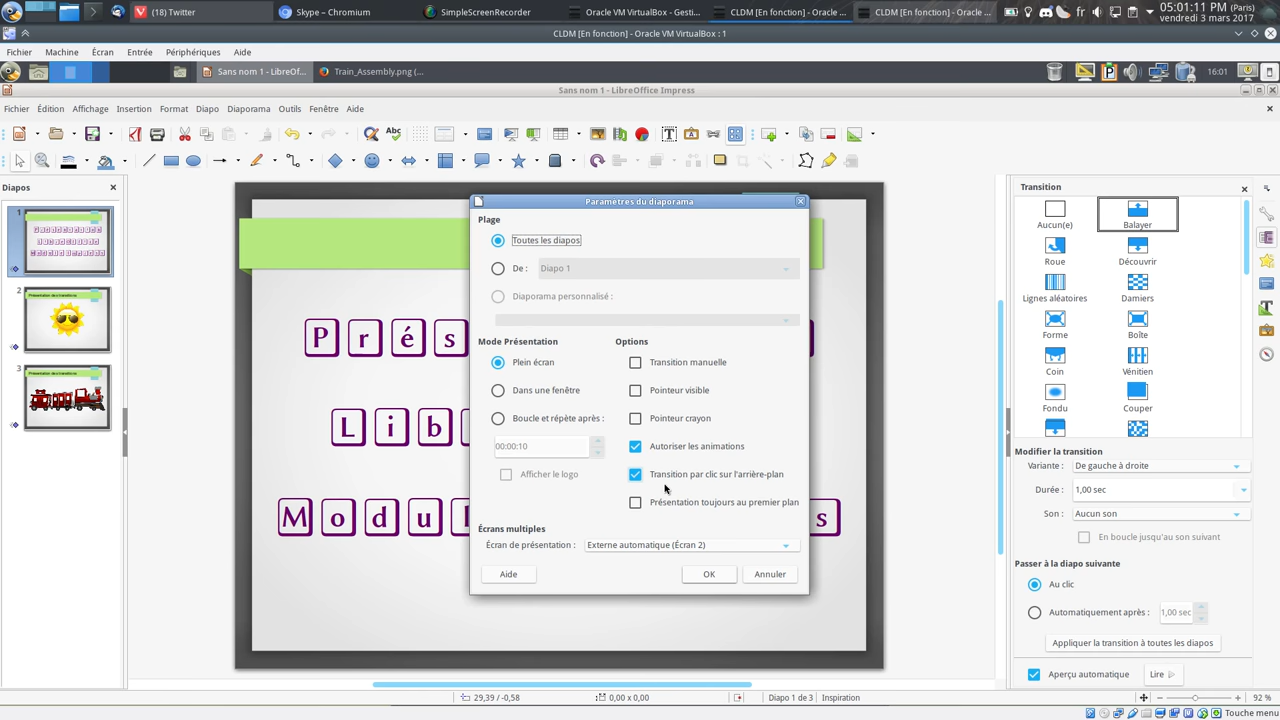 (18) Twitter
Skype – Chromium
SimpleScreenRecorder
Oracle VM VirtualBox - Gesti...
CLDM [En fonction] - Oracle ...
CLDM [En fonction] - Oracle ...
fr
05:01:11 PM (Paris)
vendredi 3 mars 2017
CLDM [En fonction] - Oracle VM VirtualBox : 1
Fichier Machine Écran Entrée Périphériques Aide
Sans nom 1 - LibreOf...
Train_Assembly.png (...
16:01
Sans nom 1 - LibreOffice Impress
Fichier Édition Affichage Insertion Format Diapo Diaporama Outils Fenêtre Aide
Diapos
1
2
Présentation des transitions
3
Présentation des transitions
P r é s
L i b
M o d u l
s
Parametres du diaporama
Plage
Toutes les diapos
De : Diapo 1
Diaporama personnalisé :
Mode Présentation
Plein écran
Dans une fenêtre
Boucle et répète après :
00:00:10
Afficher le logo
Options
Transition manuelle
Pointeur visible
Pointeur crayon
Autoriser les animations
Transition par clic sur l'arrière-plan
Présentation toujours au premier plan
Écrans multiples
Écran de présentation : Externe automatique (Écran 2)
Aide OK Annuler
Transition
Aucun(e) Balayer
Roue Découvrir
Lignes aléatoires Damiers
Forme Boîte
Coin Vénitien
Fondu Couper
Modifier la transition
Variante : De gauche à droite
Durée : 1,00 sec
Son : Aucun son
En boucle jusqu'au son suivant
Passer à la diapo suivante
Au clic
Automatiquement après : 1,00 sec
Appliquer la transition à toutes les diapos
Aperçu automatique Lire
29,39 / -0,58 0,00 x 0,00 Diapo 1 de 3 Inspiration 92 %
Touche menu